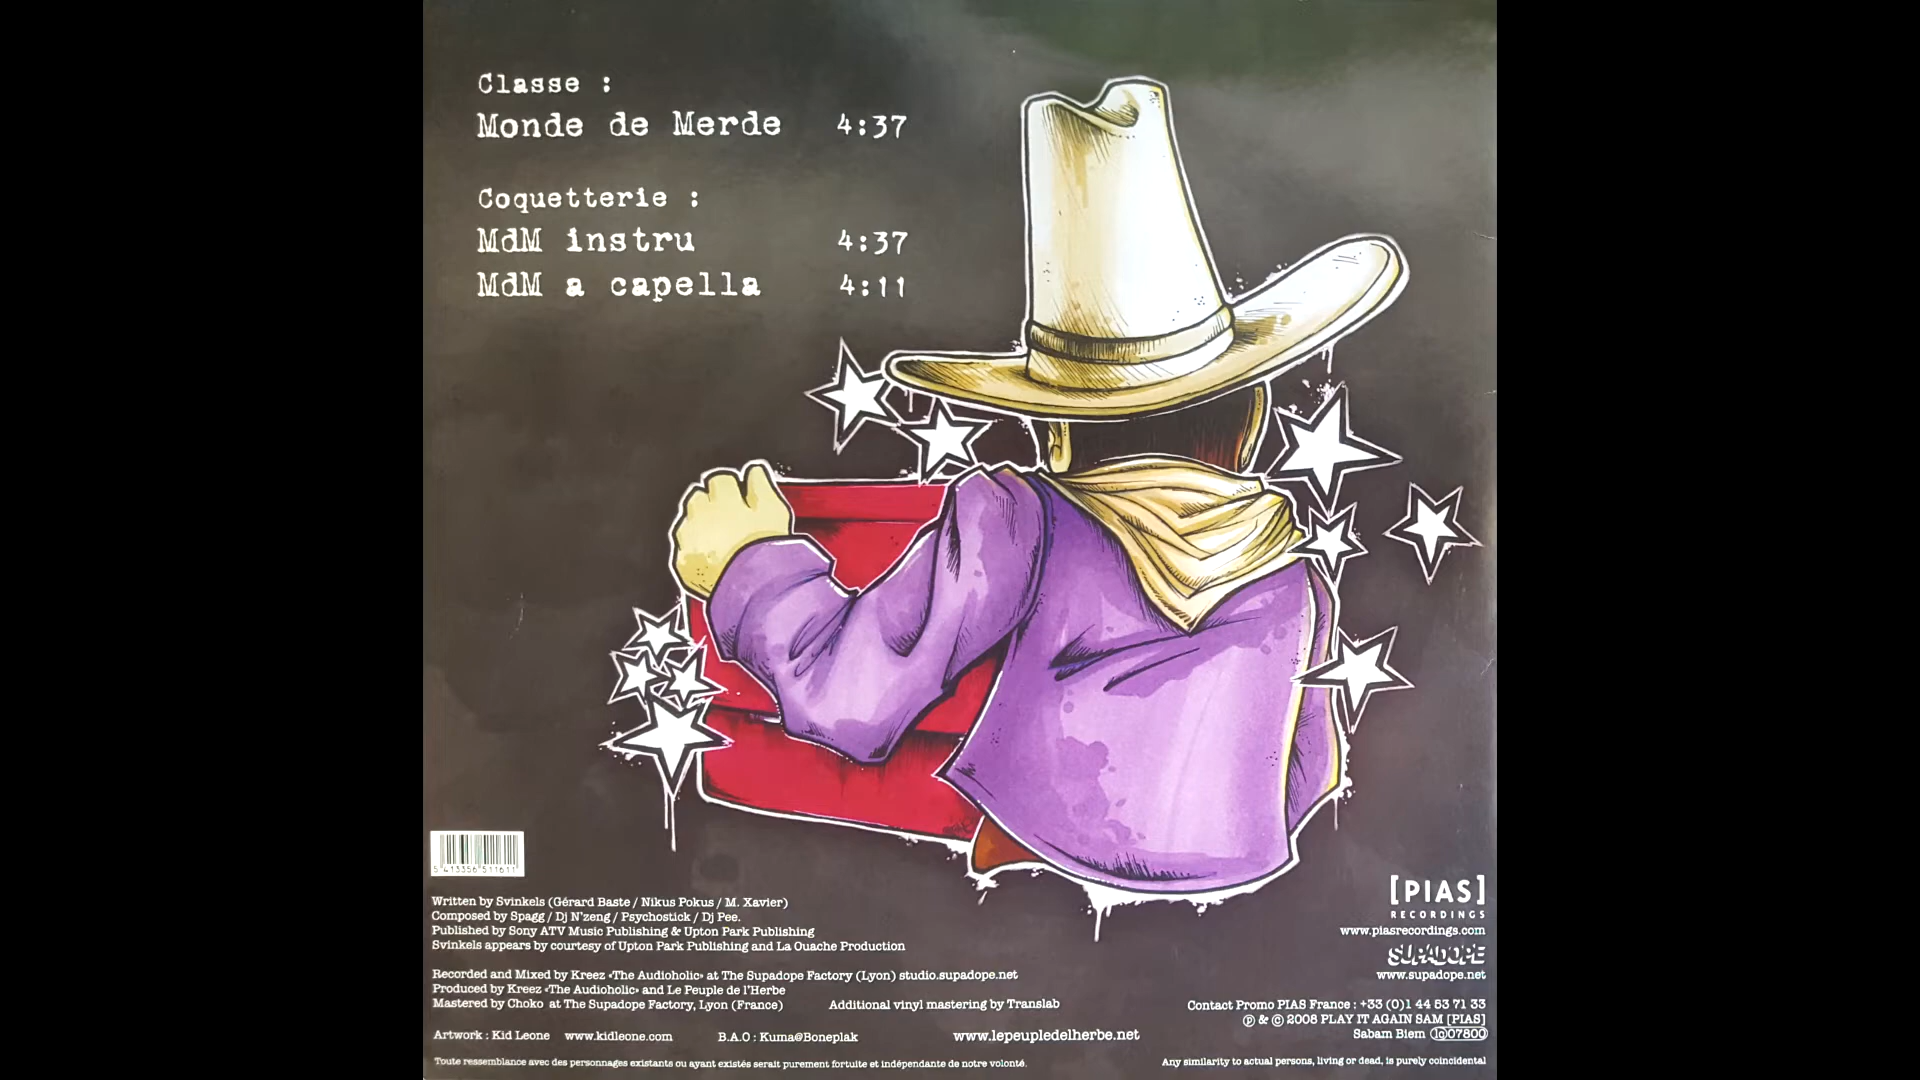 Classe :
Monde de Merde 4:37
Coquetterie :
MdM instru 4:37
MdM a capella 4:11
5 413356 511611
Written by Svinkels (Gérard Baste / Nikus Pokus / M. Xavier)
Composed by Spagg / Dj N'zeng / Psychostick / Dj Pee.
Published by Sony ATV Music Publishing & Upton Park Publishing
Svinkels appears by courtesy of Upton Park Publishing and La Ouache Production
Recorded and Mixed by Kreez «The Audioholic» at The Supadope Factory (Lyon) studio.supadope.net
Produced by Kreez «The Audioholic» and Le Peuple de l'Herbe
Mastered by Choko at The Supadope Factory, Lyon (France) Additional vinyl mastering by Translab
Artwork : Kid Leone www.kidleone.com B.A.O : Kuma@Boneplak www.lepeupledelherbe.net
Toute ressemblance avec des personnages existants ou ayant existés serait purement fortuite et indépendante de notre volonté.
[PIAS]
RECORDINGS
www.piasrecordings.com
SUPADOPE
www.supadope.net
Contact Promo PIAS France : +33 (0)1 44 53 71 33
℗ & © 2008 PLAY IT AGAIN SAM [PIAS]
Sabam Biem LC 07800
Any similarity to actual persons, living or dead, is purely coincidental